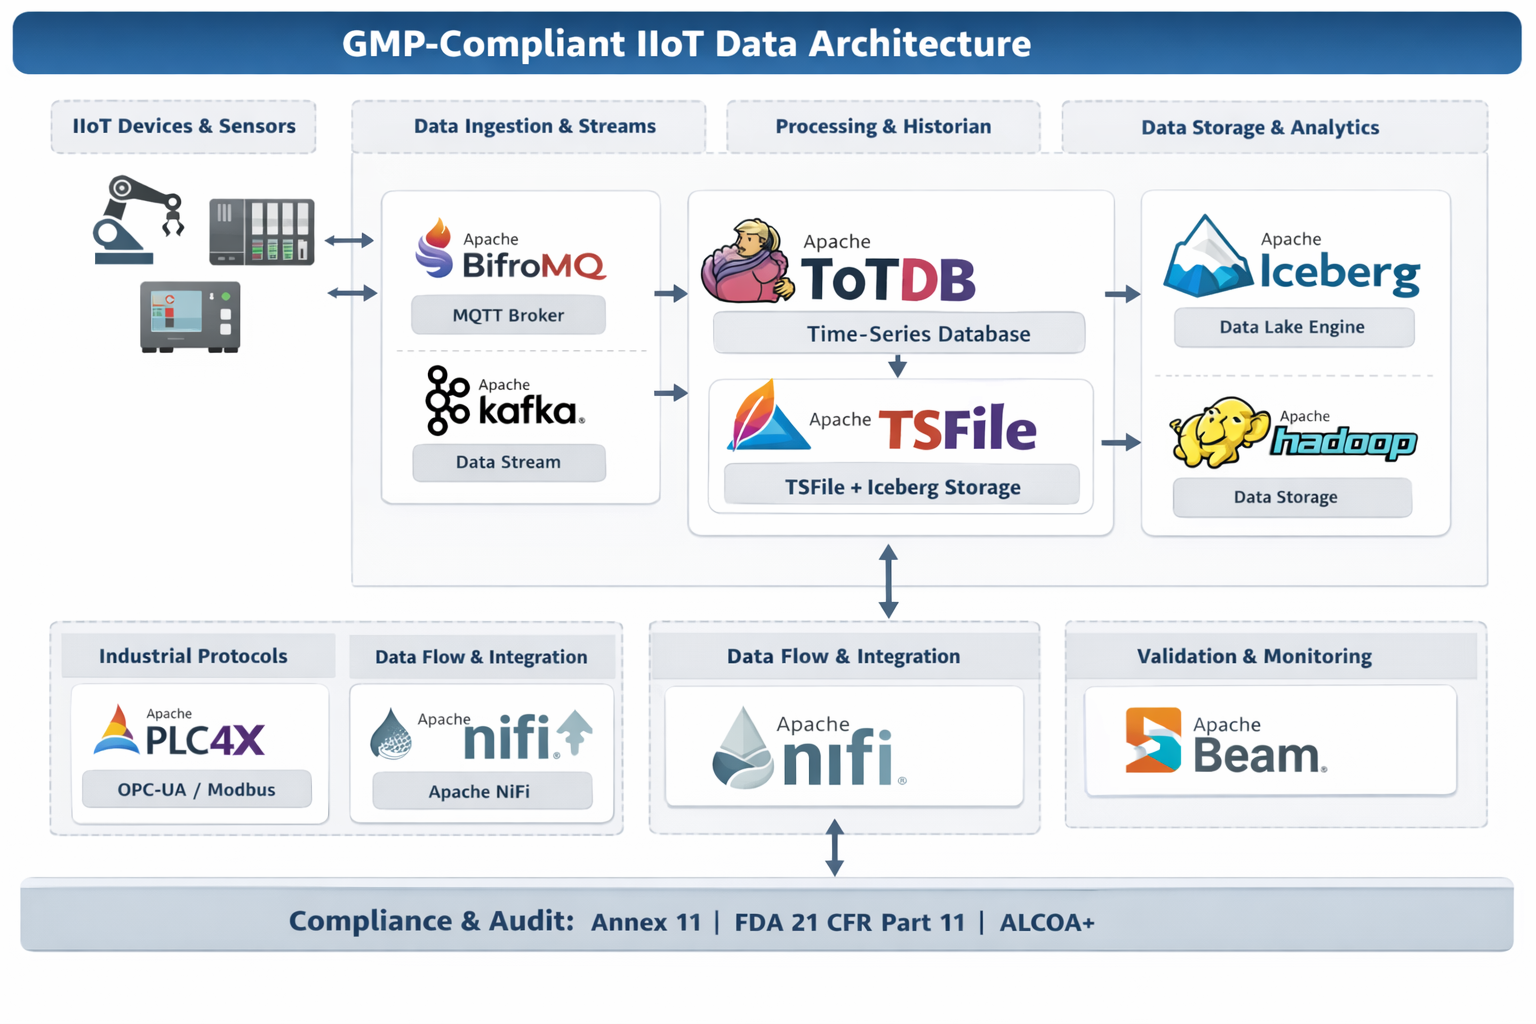 GMP-Compliant IIoT Data Architecture
IIoT Devices & Sensors
Data Ingestion & Streams
Processing & Historian
Data Storage & Analytics
Apache
BifroMQ
MQTT Broker
Apache
kafka®
Data Stream
Apache
ToTDB
Time-Series Database
Apache TSFile
TSFile + Iceberg Storage
Apache
Iceberg
Data Lake Engine
Apache
hadoop
Data Storage
Industrial Protocols
Apache
PLC4X
OPC-UA / Modbus
Data Flow & Integration
Apache
nifi®
Apache NiFi
Data Flow & Integration
Apache
nifi®
Validation & Monitoring
Apache
Beam®
Compliance & Audit: Annex 11 | FDA 21 CFR Part 11 | ALCOA+